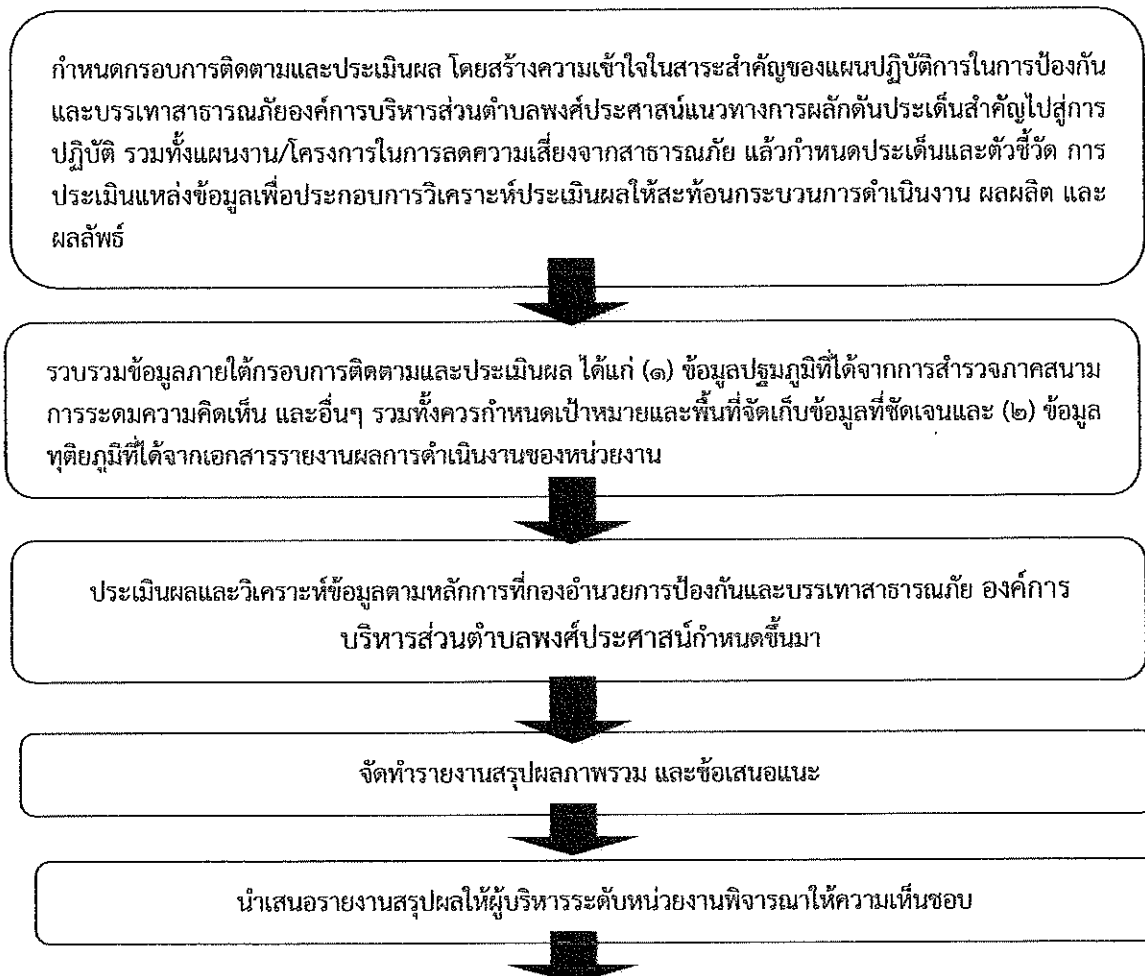 กำหนดกรอบการติดตามและประเมินผล โดยสร้างความเข้าใจในสาระสำคัญของแผนปฏิบัติการในการป้องกัน
และบรรเทาสาธารณภัยองค์การบริหารส่วนตำบลพงศ์ประศาสน์แนวทางการผลักดันประเด็นสำคัญไปสู่การ
ปฏิบัติ รวมทั้งแผนงาน/โครงการในการลดความเสี่ยงจากสาธารณภัย แล้วกำหนดประเด็นและตัวชี้วัด การ
ประเมินแหล่งข้อมูลเพื่อประกอบการวิเคราะห์ประเมินผลให้สะท้อนกระบวนการดำเนินงาน ผลผลิต และ
ผลลัพธ์
รวบรวมข้อมูลภายใต้กรอบการติดตามและประเมินผล ได้แก่ (๑) ข้อมูลปฐมภูมิที่ได้จากการสำรวจภาคสนาม
การระดมความคิดเห็น และอื่นๆ รวมทั้งควรกำหนดเป้าหมายและพื้นที่จัดเก็บข้อมูลที่ชัดเจนและ (๒) ข้อมูล
ทุติยภูมิที่ได้จากเอกสารรายงานผลการดำเนินงานของหน่วยงาน
ประเมินผลและวิเคราะห์ข้อมูลตามหลักการที่กองอำนวยการป้องกันและบรรเทาสาธารณภัย องค์การ
บริหารส่วนตำบลพงศ์ประศาสน์กำหนดขึ้นมา
จัดทำรายงานสรุปผลภาพรวม และข้อเสนอแนะ
นำเสนอรายงานสรุปผลให้ผู้บริหารระดับหน่วยงานพิจารณาให้ความเห็นชอบ